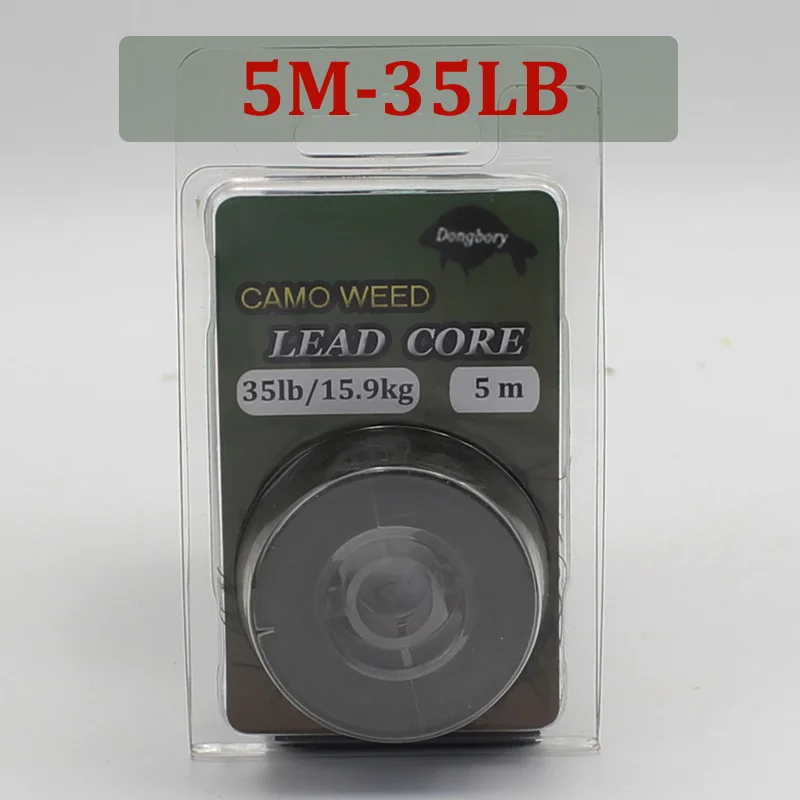 5M-35LB
Dongbory
CAMO WEED
LEAD CORE
35lb/15.9kg 5 m